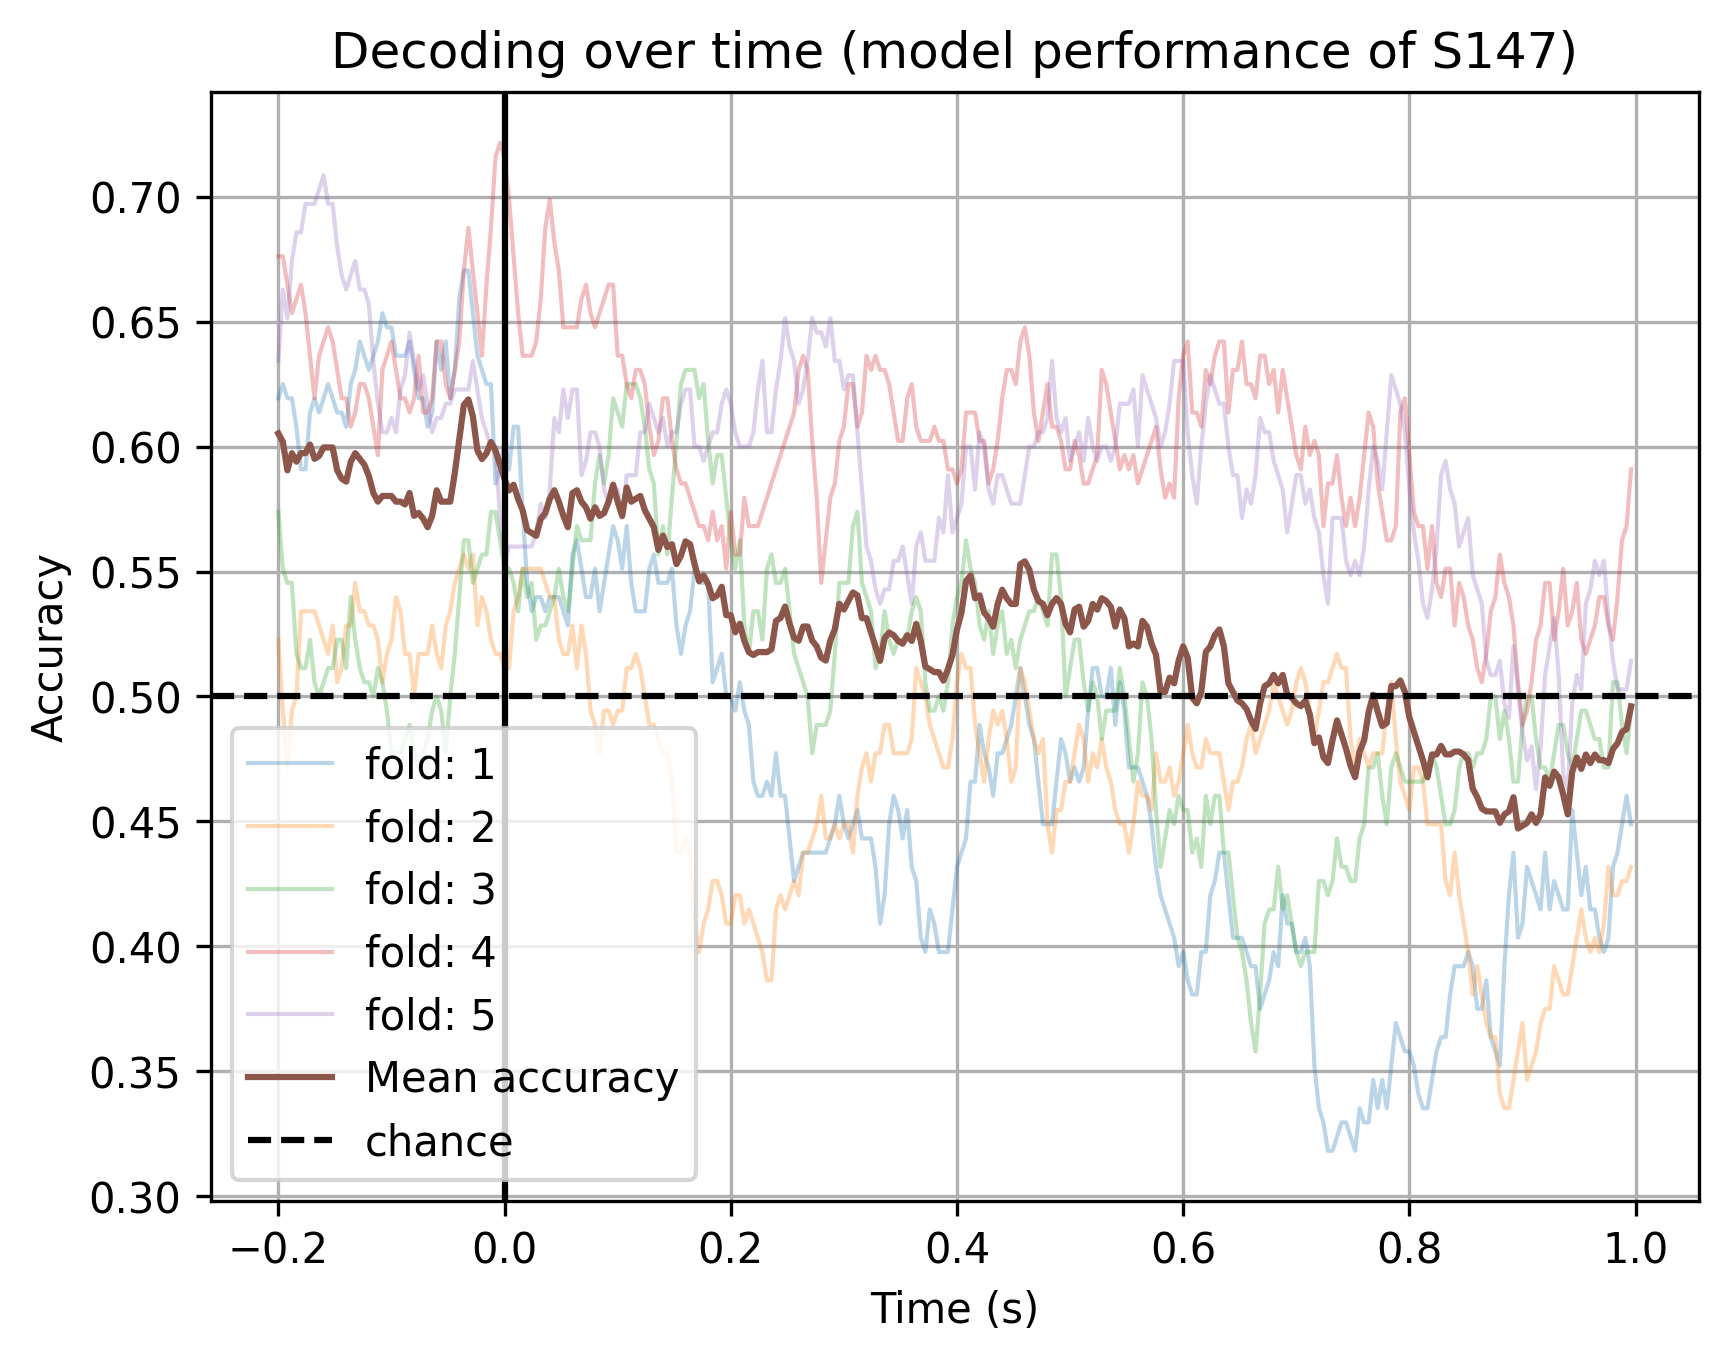 Decoding over time (model performance of S147)
Accuracy
0.70
0.65
0.60
0.55
0.50
0.45
0.40
0.35
0.30
fold: 1
fold: 2
fold: 3
fold: 4
fold: 5
Mean accuracy
chance
−0.2 0.0 0.2 0.4 0.6 0.8 1.0
Time (s)